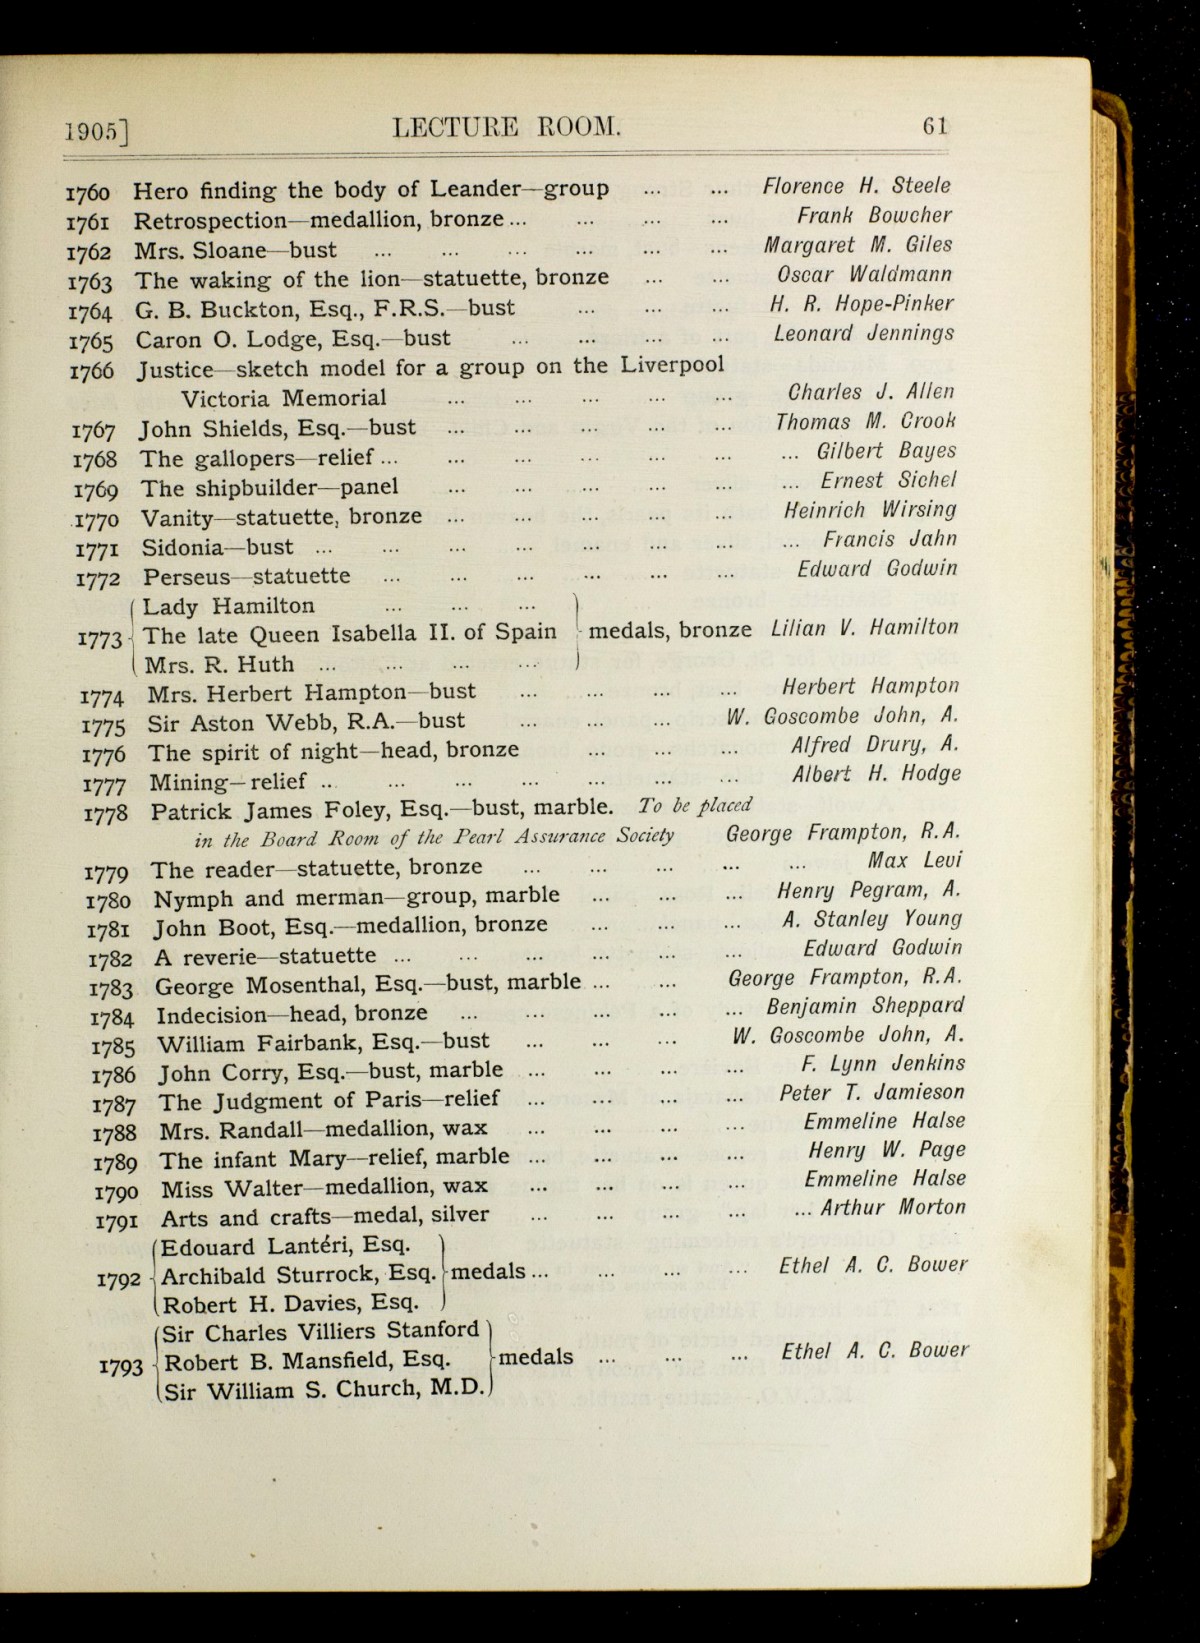 1905] LECTURE ROOM. 61
1760 Hero finding the body of Leander—group ... ... Florence H. Steele
1761 Retrospection—medallion, bronze ... ... ... ... Frank Bowcher
1762 Mrs. Sloane—bust ... ... ... ... ... ... Margaret M. Giles
1763 The waking of the lion—statuette, bronze ... ... Oscar Waldmann
1764 G. B. Buckton, Esq., F.R.S.—bust ... ... ... H. R. Hope-Pinker
1765 Caron O. Lodge, Esq.—bust ... ... ... ... Leonard Jennings
1766 Justice—sketch model for a group on the Liverpool
Victoria Memorial ... ... ... ... ... Charles J. Allen
1767 John Shields, Esq.—bust ... ... ... ... ... Thomas M. Crook
1768 The gallopers—relief ... ... ... ... ... ... ... Gilbert Bayes
1769 The shipbuilder—panel ... ... ... ... ... ... Ernest Sichel
1770 Vanity—statuette, bronze ... ... ... ... ... Heinrich Wirsing
1771 Sidonia—bust ... ... ... ... ... ... ... ... Francis Jahn
1772 Perseus—statuette ... ... ... ... ... ... Edward Godwin
Lady Hamilton ... ... ...
1773 The late Queen Isabella II. of Spain medals, bronze Lilian V. Hamilton
Mrs. R. Huth ... ... ... ...
1774 Mrs. Herbert Hampton—bust ... ... ... ... Herbert Hampton
1775 Sir Aston Webb, R.A.—bust ... ... ... W. Goscombe John, A.
1776 The spirit of night—head, bronze ... ... ... Alfred Drury, A.
1777 Mining—relief .. ... ... ... ... ... ... Albert H. Hodge
1778 Patrick James Foley, Esq.—bust, marble. To be placed
in the Board Room of the Pearl Assurance Society George Frampton, R.A.
1779 The reader—statuette, bronze ... ... ... ... ... Max Levi
1780 Nymph and merman—group, marble ... ... ... Henry Pegram, A.
1781 John Boot, Esq.—medallion, bronze ... ... ... A. Stanley Young
1782 A reverie—statuette ... ... ... ... ... ... Edward Godwin
1783 George Mosenthal, Esq.—bust, marble ... ... George Frampton, R.A.
1784 Indecision—head, bronze ... ... ... ... ... Benjamin Sheppard
1785 William Fairbank, Esq.—bust ... ... ... W. Goscombe John, A.
1786 John Corry, Esq.—bust, marble ... ... ... ... F. Lynn Jenkins
1787 The Judgment of Paris—relief ... ... ... ... Peter T. Jamieson
1788 Mrs. Randall—medallion, wax ... ... ... ... Emmeline Halse
1789 The infant Mary—relief, marble ... ... ... ... Henry W. Page
1790 Miss Walter—medallion, wax ... ... ... ... Emmeline Halse
1791 Arts and crafts—medal, silver ... ... ... ... ... Arthur Morton
Edouard Lantéri, Esq.
1792 Archibald Sturrock, Esq. medals ... ... ... ... Ethel A. C. Bower
Robert H. Davies, Esq.
Sir Charles Villiers Stanford
1793 Robert B. Mansfield, Esq. medals ... ... ... Ethel A. C. Bower
Sir William S. Church, M.D.